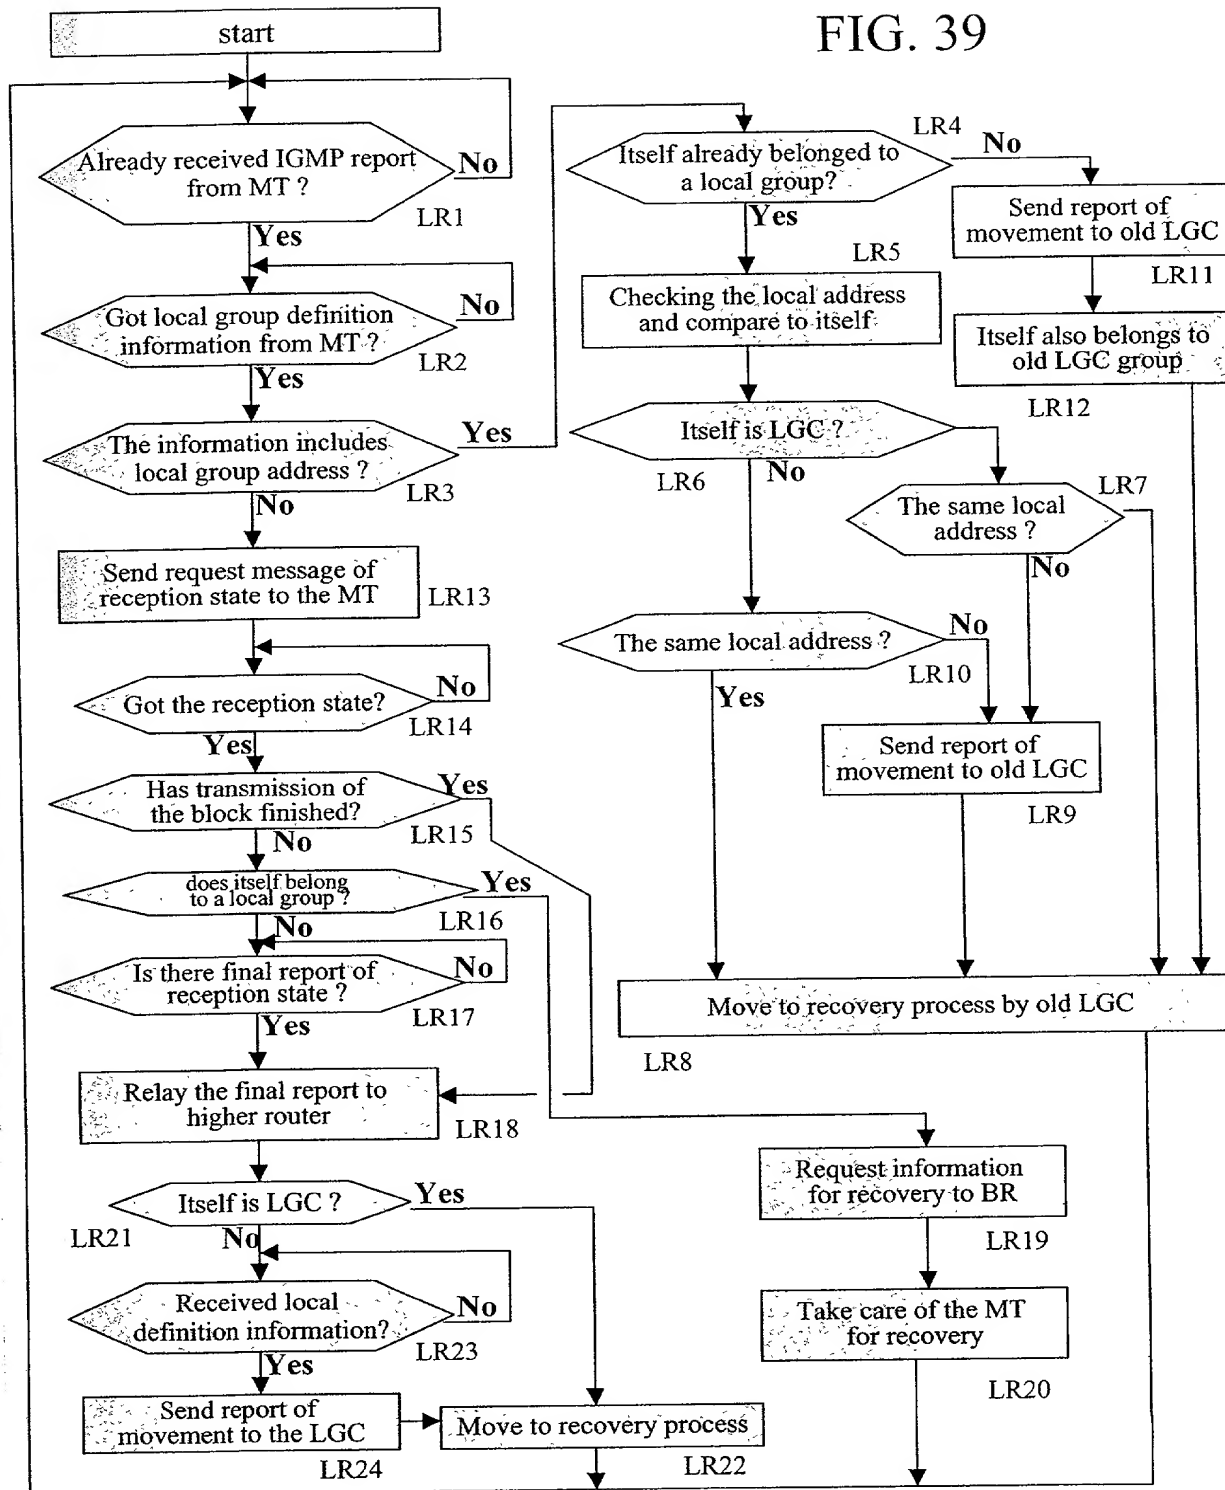 FIG. 39
start
Already received IGMP report
from MT ?
No
LR1
Yes
Got local group definition
information from MT ?
No
LR2
Yes
The information includes
local group address ?
Yes
LR3
No
Send request message of
reception state to the MT
LR13
Got the reception state?
No
LR14
Yes
Has transmission of
the block finished?
Yes
LR15
No
does itself belong
to a local group ?
Yes
LR16
No
Is there final report of
reception state ?
No
LR17
Yes
Relay the final report to
higher router
LR18
Itself is LGC ?
Yes
LR21
No
Received local
definition information?
No
LR23
Yes
Send report of
movement to the LGC
LR24
Move to recovery process
LR22
Itself already belonged to
a local group?
LR4
No
Yes
Send report of
movement to old LGC
LR11
Itself also belongs to
old LGC group
LR12
LR5
Checking the local address
and compare to itself
Itself is LGC ?
LR6
No
The same local
address ?
LR7
No
The same local address ?
No
LR10
Yes
Send report of
movement to old LGC
LR9
Move to recovery process by old LGC
LR8
Request information
for recovery to BR
LR19
Take care of the MT
for recovery
LR20